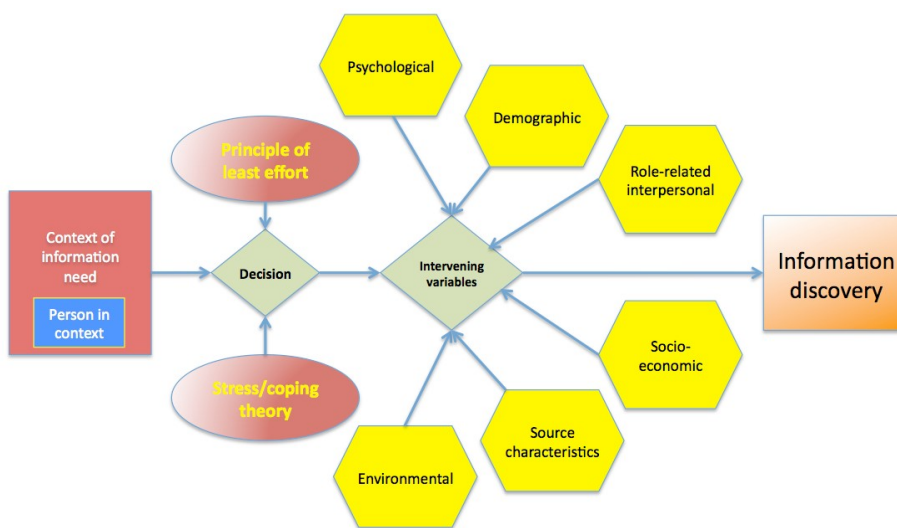 Psychological
Demographic
Principle of
least effort
Role-related
interpersonal
Context of
information
need
Person in
context
Decision
Intervening
variables
Information
discovery
Stress/coping
theory
Socio-
economic
Source
characteristics
Environmental